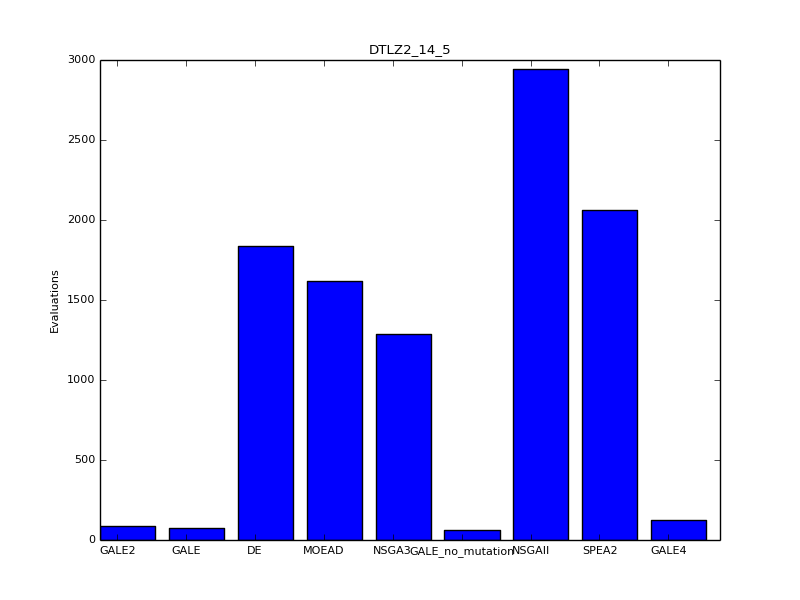 DTLZ2_14_5
3000
2500
2000
1500
1000
500
0
Evaluations
GALE2 GALE DE MOEAD NSGA3 GALE_no_mutation NSGAII SPEA2 GALE4